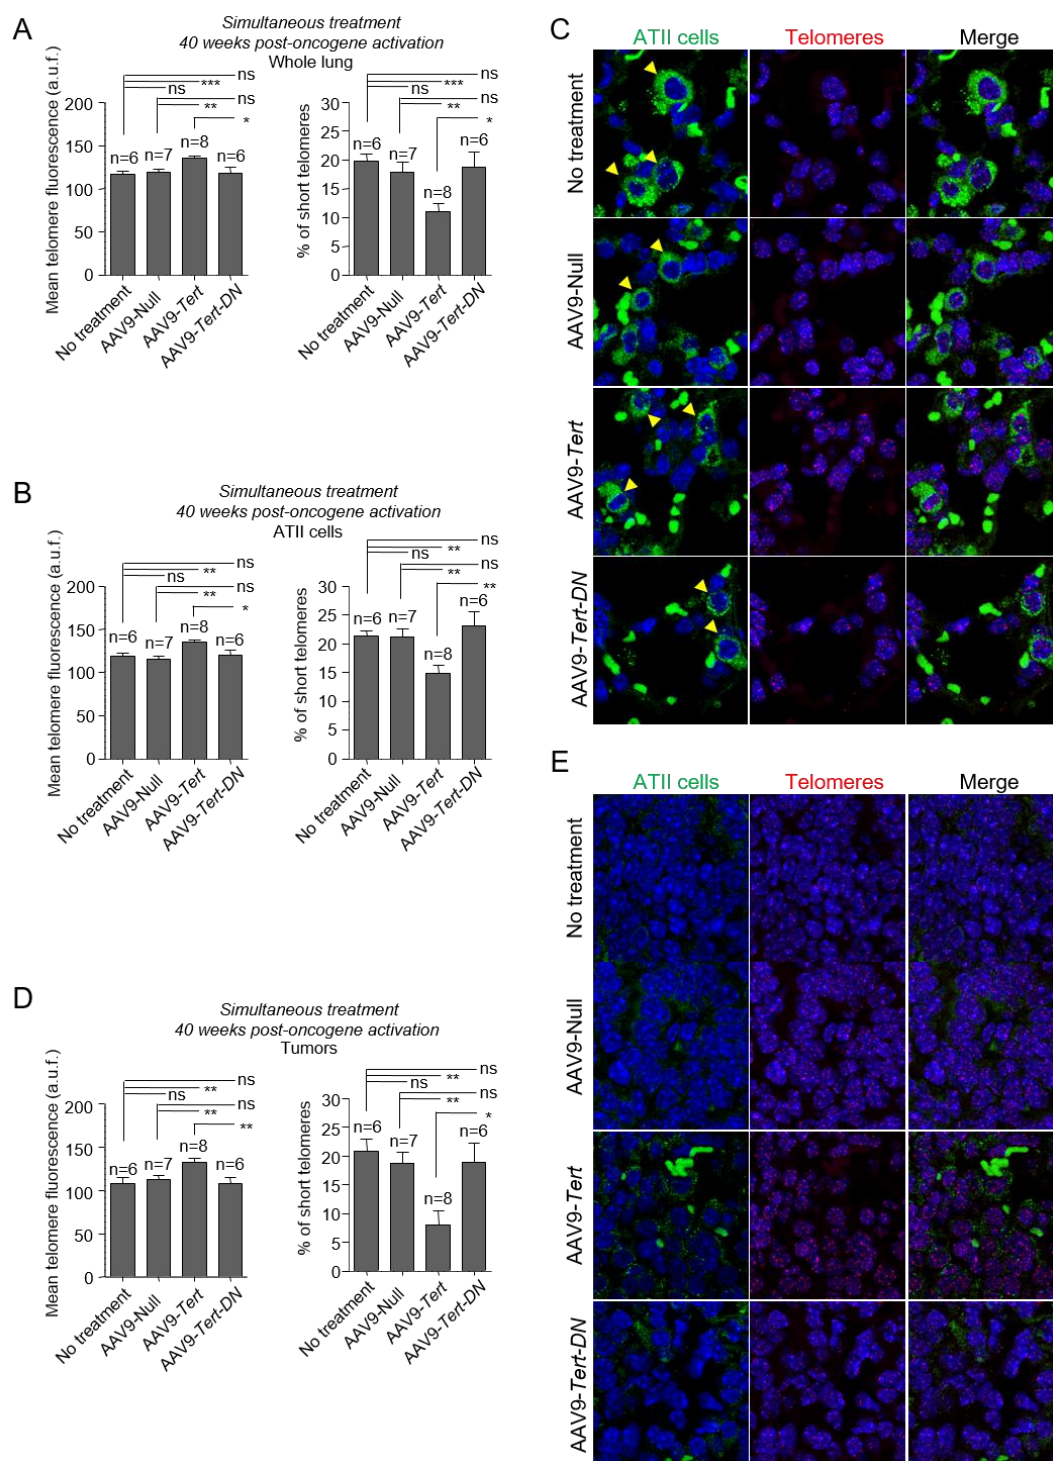 A
Simultaneous treatment
40 weeks post-oncogene activation
Whole lung
Mean telomere fluorescence (a.u.f.)
200
150
100
50
0
ns
***
ns
ns
**
*
n=6
n=7
n=8
n=6
No treatment
AAV9-Null
AAV9-Tert
AAV9-Tert-DN
% of short telomeres
30
25
20
15
10
5
0
ns
***
ns
ns
**
*
n=6
n=7
n=8
n=6
No treatment
AAV9-Null
AAV9-Tert
AAV9-Tert-DN
B
Simultaneous treatment
40 weeks post-oncogene activation
ATII cells
Mean telomere fluorescence (a.u.f.)
200
150
100
50
0
ns
**
ns
ns
**
*
n=6
n=7
n=8
n=6
No treatment
AAV9-Null
AAV9-Tert
AAV9-Tert-DN
% of short telomeres
30
25
20
15
10
5
0
ns
**
ns
ns
**
**
n=6
n=7
n=8
n=6
No treatment
AAV9-Null
AAV9-Tert
AAV9-Tert-DN
D
Simultaneous treatment
40 weeks post-oncogene activation
Tumors
Mean telomere fluorescence (a.u.f.)
200
150
100
50
0
ns
**
ns
ns
**
**
n=6
n=7
n=8
n=6
No treatment
AAV9-Null
AAV9-Tert
AAV9-Tert-DN
% of short telomeres
30
25
20
15
10
5
0
ns
**
ns
ns
**
*
n=6
n=7
n=8
n=6
No treatment
AAV9-Null
AAV9-Tert
AAV9-Tert-DN
C
ATII cells
Telomeres
Merge
No treatment
AAV9-Null
AAV9-Tert
AAV9-Tert-DN
E
ATII cells
Telomeres
Merge
No treatment
AAV9-Null
AAV9-Tert
AAV9-Tert-DN